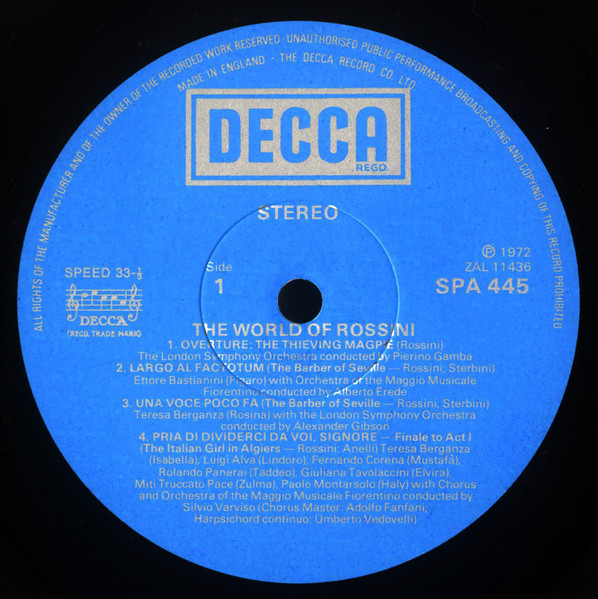 ALL RIGHTS OF THE MANUFACTURER AND OF THE OWNER OF THE RECORDED WORK RESERVED · UNAUTHORISED PUBLIC PERFORMANCE BROADCASTING AND COPYING OF THIS RECORD PROHIBITED
MADE IN ENGLAND · THE DECCA RECORD CO. LTD
DECCA
REGD.
STEREO
SPEED 33-⅓
Side
1
℗ 1972
ZAL 11436
SPA 445
DECCA
(REGD. TRADE MARK)
THE WORLD OF ROSSINI
1. OVERTURE: THE THIEVING MAGPIE (Rossini)
The London Symphony Orchestra conducted by Pierino Gamba
2. LARGO AL FACTOTUM (The Barber of Seville — Rossini; Sterbini)
Ettore Bastianini (Figaro) with Orchestra of the Maggio Musicale
Fiorentino conducted by Alberto Erede
3. UNA VOCE POCO FA (The Barber of Seville — Rossini, Sterbini)
Teresa Berganza (Rosina) with the London Symphony Orchestra
conducted by Alexander Gibson
4. PRIA DI DIVIDERCI DA VOI, SIGNORE — Finale to Act I
(The Italian Girl in Algiers — Rossini; Anelli) Teresa Berganza
(Isabella), Luigi Alva (Lindoro), Fernando Corena (Mustafà),
Rolando Panerai (Taddeo), Giuliana Tavolaccini (Elvira),
Miti Truccato Pace (Zulma), Paolo Montarsolo (Haly) with Chorus
and Orchestra of the Maggio Musicale Fiorentino conducted by
Silvio Varviso (Chorus Master: Adolfo Fanfani;
Harpsichord continuo: Umberto Vedovelli)